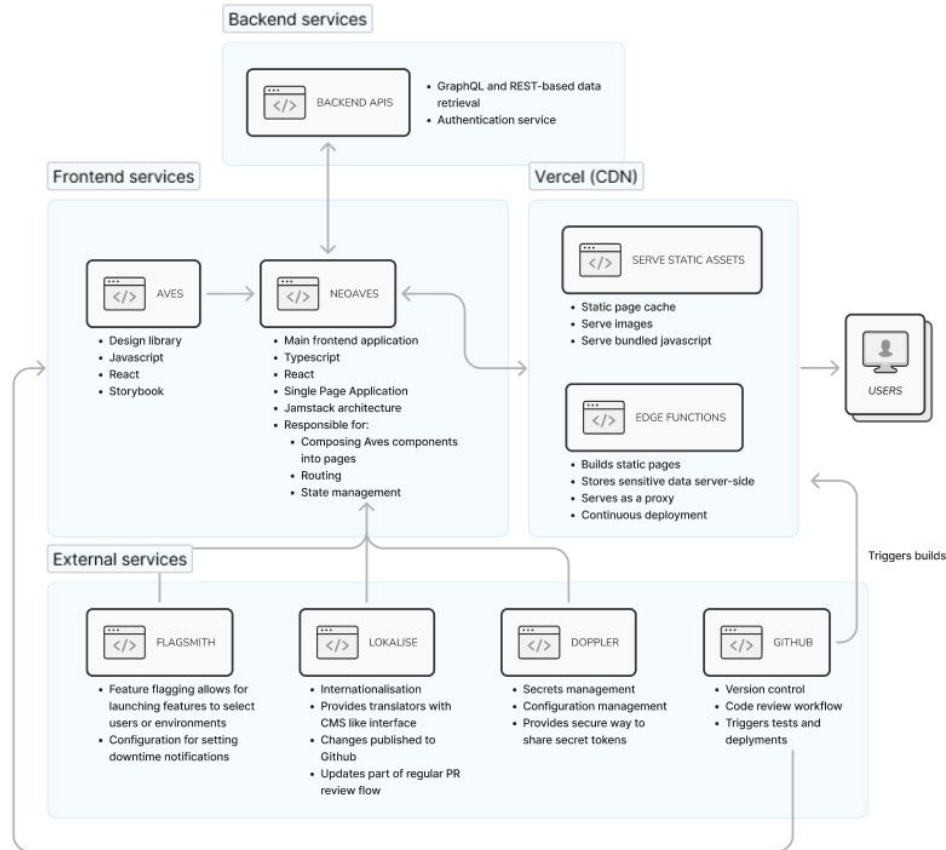 Backend services
BACKEND APIS
• GraphQL and REST-based data
retrieval
• Authentication service
Frontend services
AVES
• Design library
• Javascript
• React
• Storybook
NEOAVES
• Main frontend application
• Typescript
• React
• Single Page Application
• Jamstack architecture
• Responsible for:
• Composing Aves components
into pages
• Routing
• State management
Vercel (CDN)
SERVE STATIC ASSETS
• Static page cache
• Serve images
• Serve bundled javascript
EDGE FUNCTIONS
• Builds static pages
• Stores sensitive data server-side
• Serves as a proxy
• Continuous deployment
USERS
Triggers builds
External services
FLAGSMITH
• Feature flagging allows for
launching features to select
users or environments
• Configuration for setting
downtime notifications
LOKALISE
• Internationalisation
• Provides translators with
CMS like interface
• Changes published to
Github
• Updates part of regular PR
review flow
DOPPLER
• Secrets management
• Configuration management
• Provides secure way to
share secret tokens
GITHUB
• Version control
• Code review workflow
• Triggers tests and
deplyments